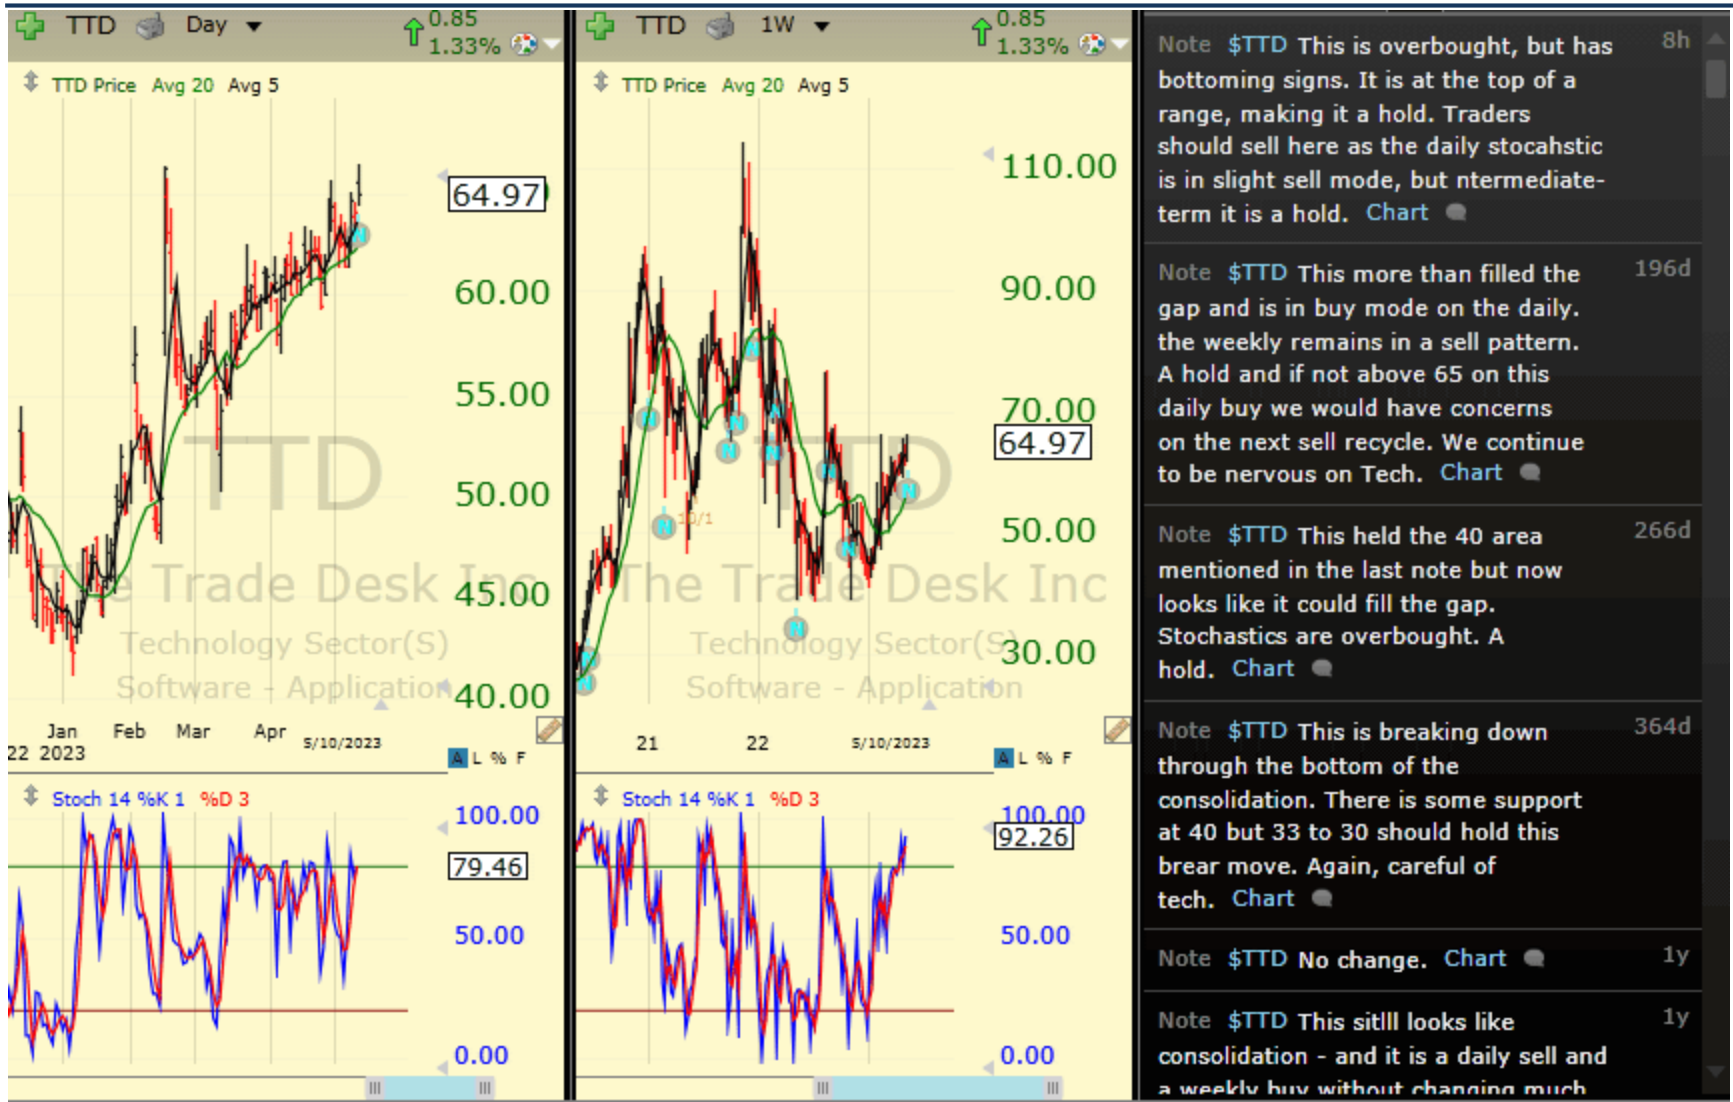 TTD Day 0.85
1.33%
TTD Price Avg 20 Avg 5
64.97
60.00
55.00
50.00
45.00
40.00
TTD
The Trade Desk Inc
Technology Sector(S)
Software - Application
Jan Feb Mar Apr 5/10/2023
22 2023
A L % F
Stoch 14 %K 1 %D 3
100.00
79.46
50.00
0.00
TTD 1W 0.85
1.33%
TTD Price Avg 20 Avg 5
110.00
90.00
70.00
64.97
50.00
30.00
N
N
N
N
N
N
N
N
N
N
N
N
10/1
TTD
The Trade Desk Inc
Technology Sector(S)
Software - Application
21 22 5/10/2023
A L % F
Stoch 14 %K 1 %D 3
100.00
92.26
50.00
0.00
Note $TTD This is overbought, but has 8h
bottoming signs. It is at the top of a
range, making it a hold. Traders
should sell here as the daily stocahstic
is in slight sell mode, but ntermediate-
term it is a hold. Chart
Note $TTD This more than filled the 196d
gap and is in buy mode on the daily.
the weekly remains in a sell pattern.
A hold and if not above 65 on this
daily buy we would have concerns
on the next sell recycle. We continue
to be nervous on Tech. Chart
Note $TTD This held the 40 area 266d
mentioned in the last note but now
looks like it could fill the gap.
Stochastics are overbought. A
hold. Chart
Note $TTD This is breaking down 364d
through the bottom of the
consolidation. There is some support
at 40 but 33 to 30 should hold this
brear move. Again, careful of
tech. Chart
Note $TTD No change. Chart 1y
Note $TTD This sitlll looks like 1y
consolidation - and it is a daily sell and
a weekly buy without changing much